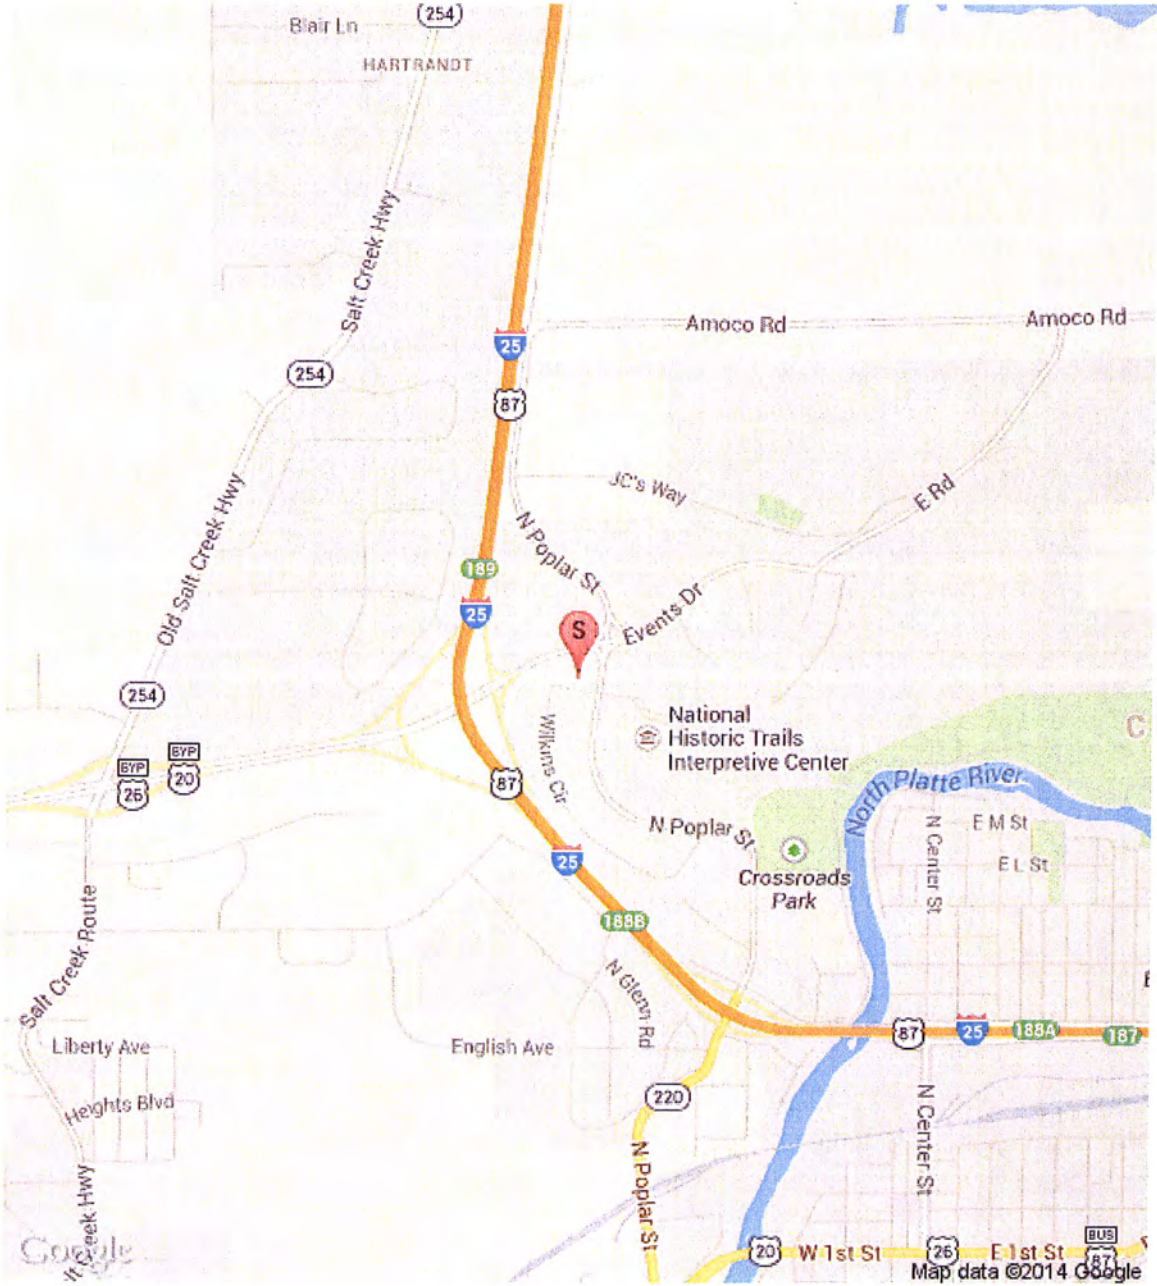 254
Blair Ln
HARTRANDT
Salt Creek Hwy
Amoco Rd
Amoco Rd
25
254
87
JC's Way
E Rd
Old Salt Creek Hwy
N Poplar St
189
25
Events Dr
S
254
National
Historic Trails
Interpretive Center
C
Wilkins Cir
BYP
20
BYP
26
87
North Platte River
N Poplar St
N Center St
E M St
E L St
25
Crossroads
Park
188B
Salt Creek Route
N Glenn Rd
87
25
188A
187
Liberty Ave
English Ave
Heights Blvd
220
N Center St
N Poplar St
lt Creek Hwy
Google
20
W 1st St
26
E 1st St
BUS
87
Map data ©2014 Google